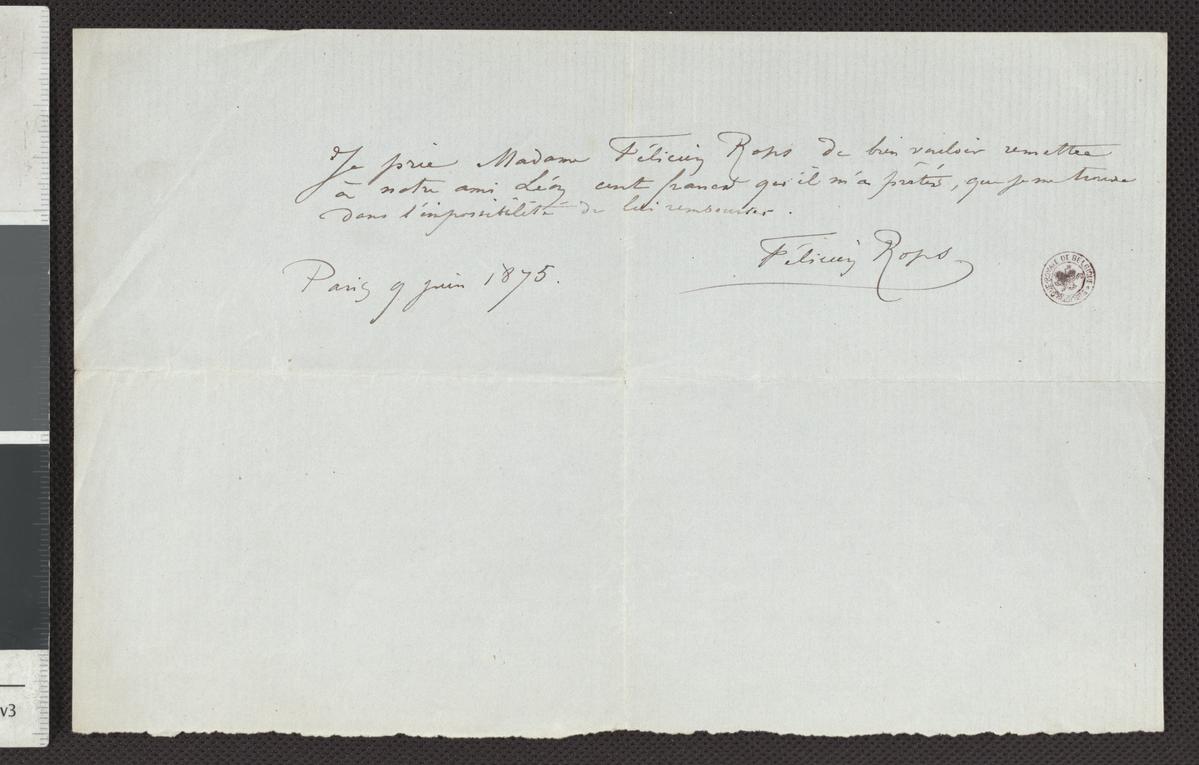 Je prie Madame Félicien Rops de bien vouloir remettre
à notre ami Léon cent francs qu'il m'a prêtés, que je me trouve
dans l'impossibilité de lui rembourser.
Félicien Rops
Paris 9 juin 1875.
v3